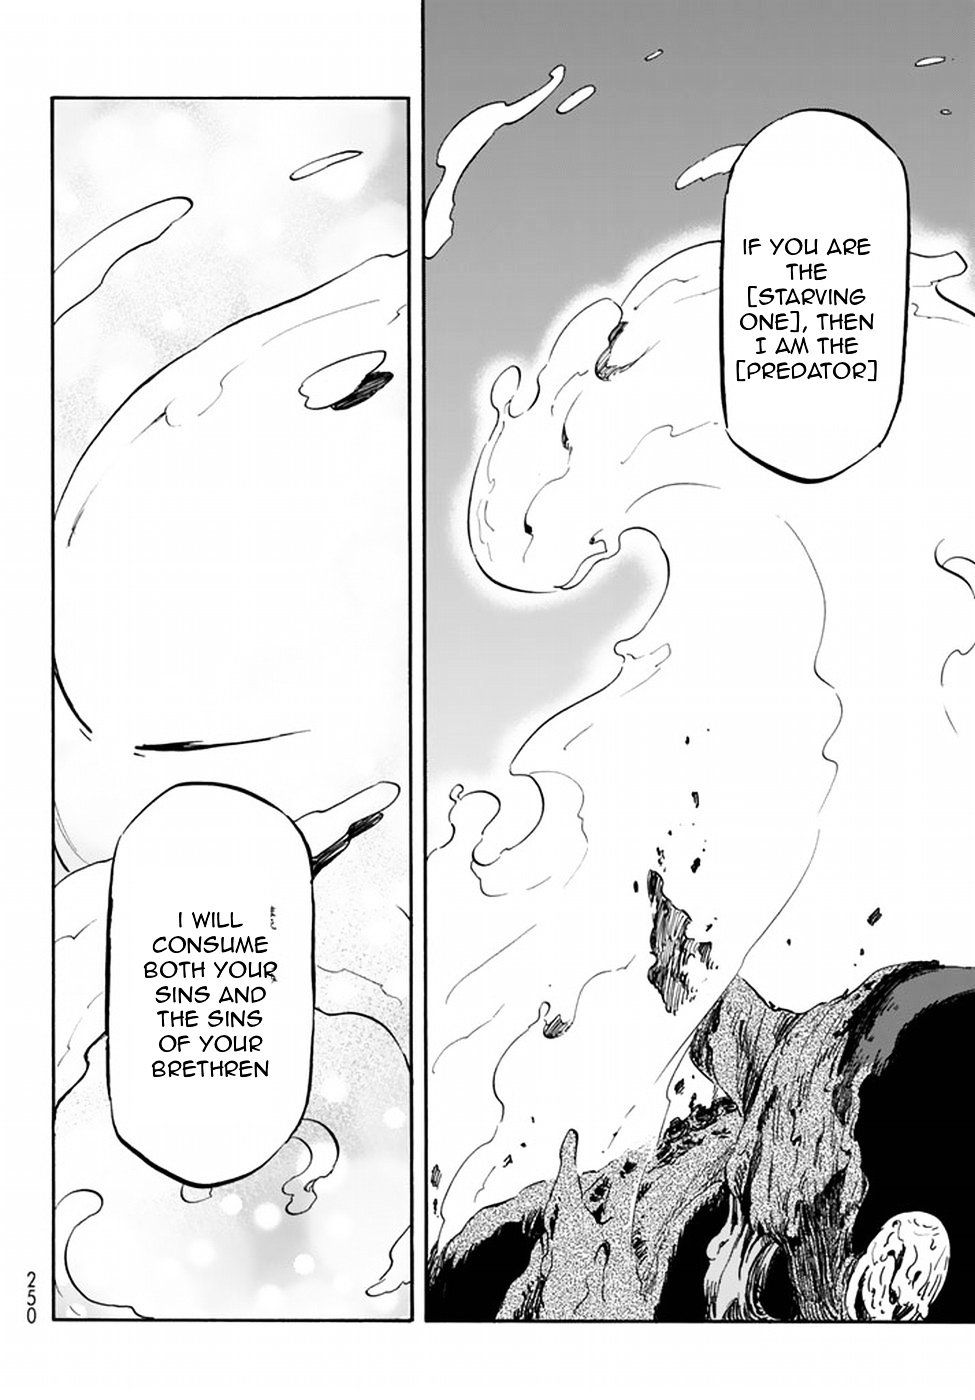 IF YOU ARE
THE
[STARVING
ONE], THEN
I AM THE
[PREDATOR]
I WILL
CONSUME
BOTH YOUR
SINS AND
THE SINS
OF YOUR
BRETHREN
250